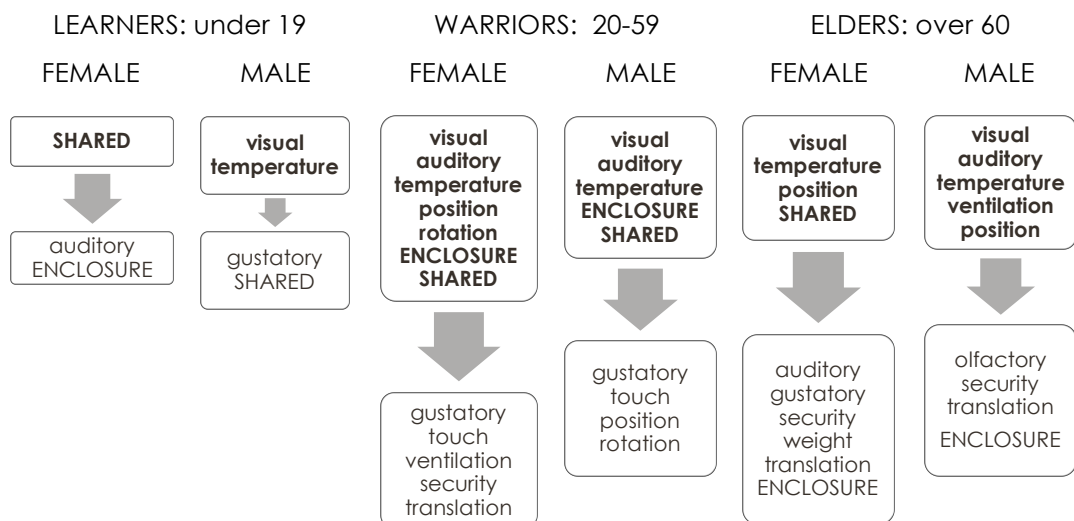 LEARNERS: under 19
WARRIORS: 20-59
ELDERS: over 60
FEMALE
MALE
FEMALE
MALE
FEMALE
MALE
SHARED
auditory
ENCLOSURE
visual
temperature
gustatory
SHARED
visual
auditory
temperature
position
rotation
ENCLOSURE
SHARED
gustatory
touch
ventilation
security
translation
visual
auditory
temperature
ENCLOSURE
SHARED
gustatory
touch
position
rotation
visual
temperature
position
SHARED
auditory
gustatory
security
weight
translation
ENCLOSURE
visual
auditory
temperature
ventilation
position
olfactory
security
translation
ENCLOSURE